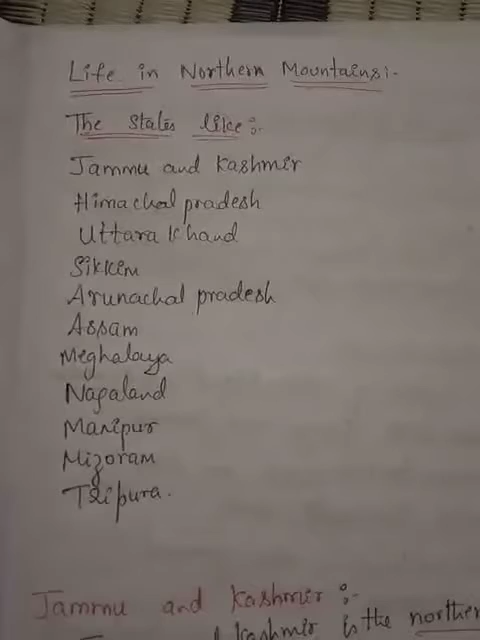 Life in Northern Mountains:-
The States like:-
Jammu and Kashmir
Himachal pradesh
Uttarakhand
Sikkim
Arunachal pradesh
Assam
Meghalaya
Nagaland
Manipur
Mizoram
Tripura.
Jammu and Kashmir :-
Kashmir is the northern